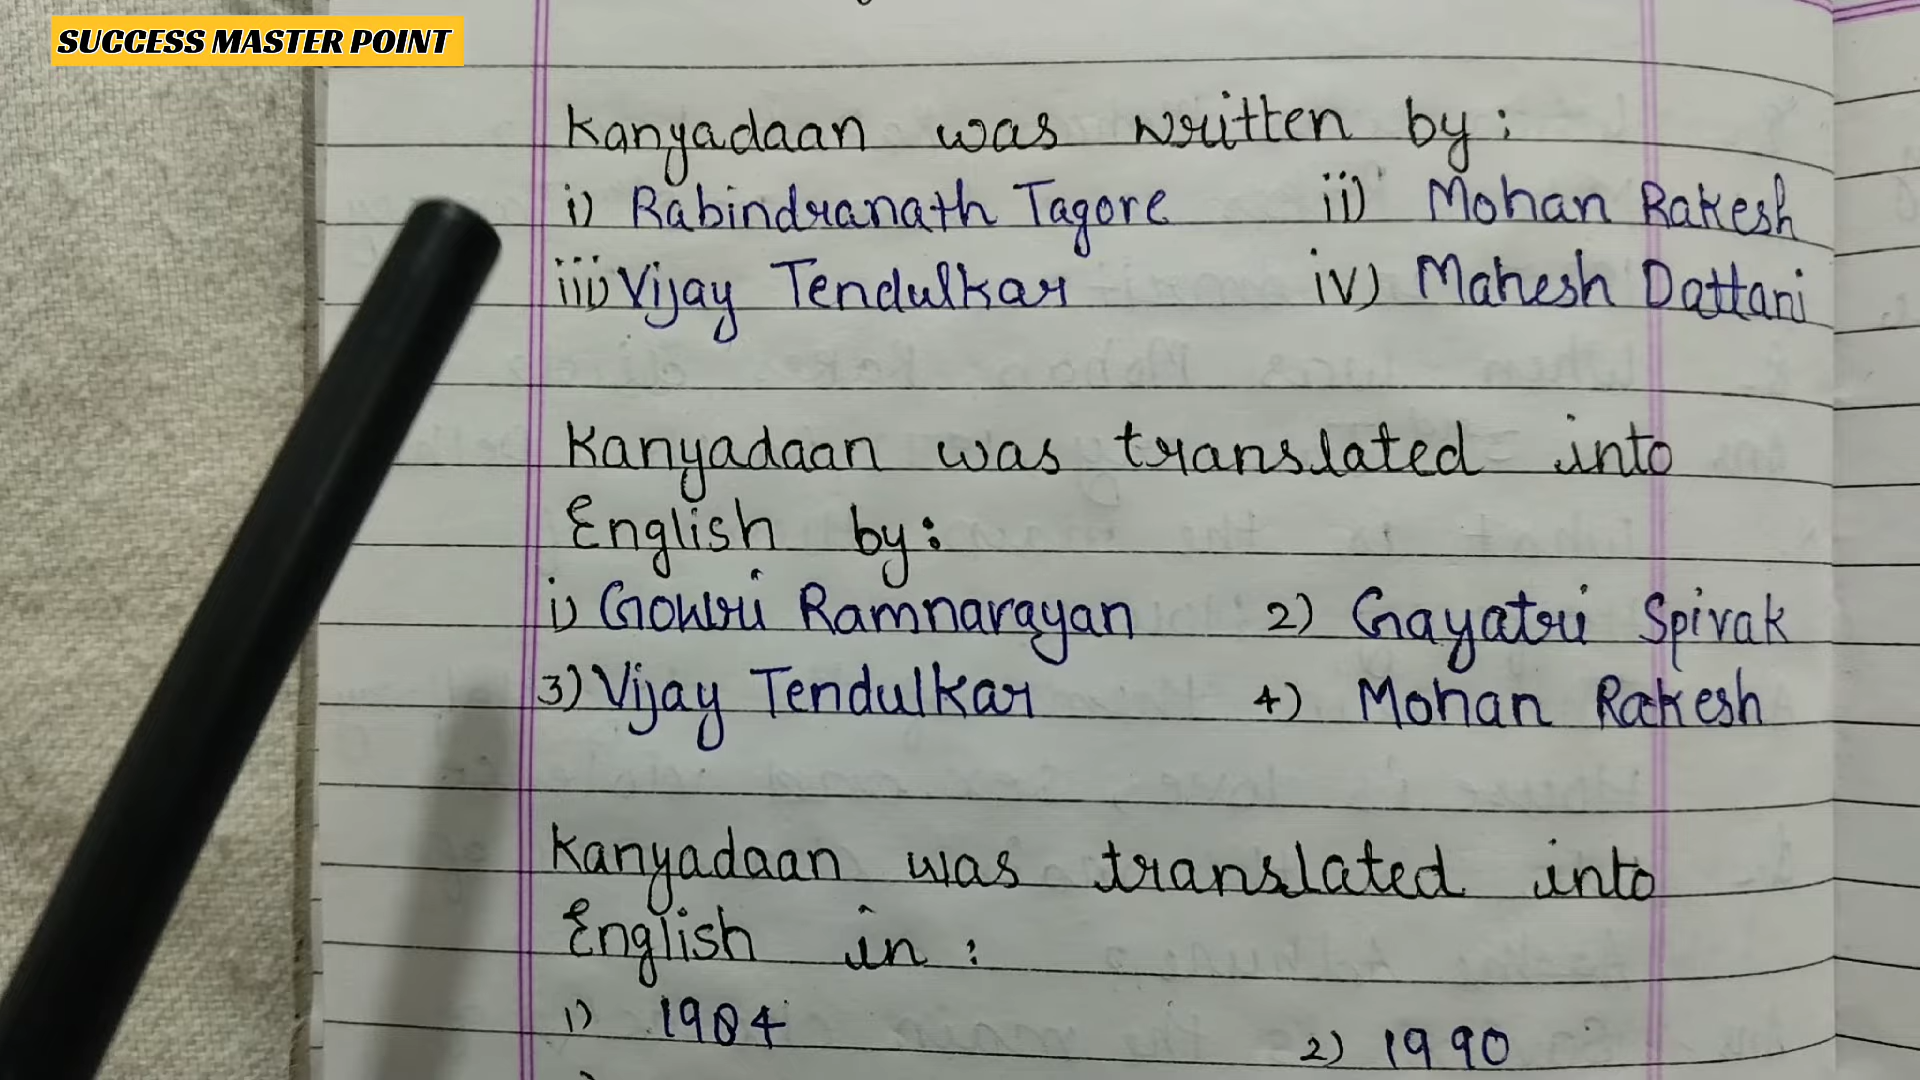 SUCCESS MASTER POINT
Kanyadaan was written by:
i) Rabindranath Tagore ii) Mohan Rakesh
iii) Vijay Tendulkar iv) Mahesh Dattani
Kanyadaan was translated into
English by:
i) Gowri Ramnarayan 2) Gayatri Spivak
3) Vijay Tendulkar 4) Mohan Rakesh
Kanyadaan was translated into
English in:
1) 1984 2) 1990